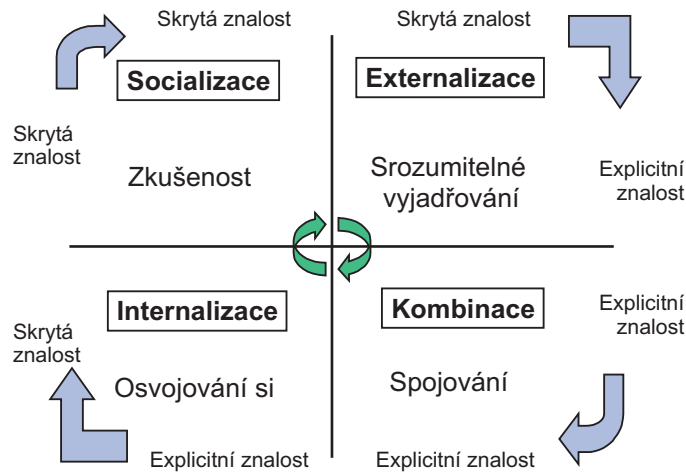 Skrytá znalost
Socializace
Skrytá
znalost
Zkušenost
Skrytá znalost
Externalizace
Srozumitelné
vyjadřování
Explicitní
znalost
Internalizace
Skrytá
znalost
Osvojování si
Explicitní znalost
Kombinace
Explicitní
znalost
Spojování
Explicitní znalost